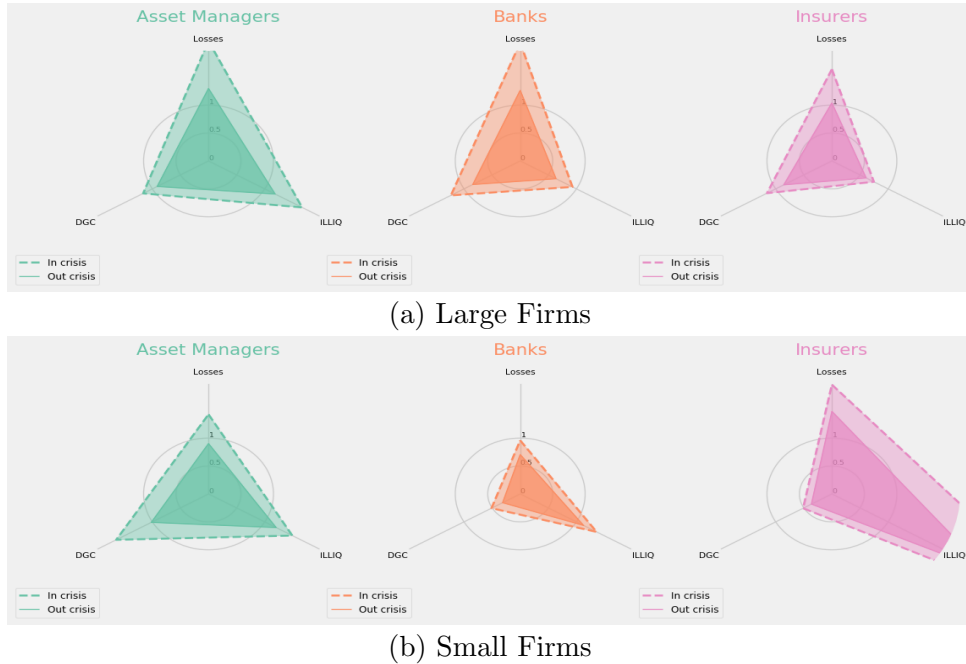 Asset Managers Banks Insurers
Losses Losses Losses
1 1 1
0.5 0.5 0.5
0 0 0
DGC ILLIQ DGC ILLIQ DGC ILLIQ
In crisis In crisis In crisis
Out crisis Out crisis Out crisis
(a) Large Firms
Asset Managers Banks Insurers
Losses Losses Losses
1 1 1
0.5 0.5 0.5
0 0 0
DGC ILLIQ DGC ILLIQ DGC ILLIQ
In crisis In crisis In crisis
Out crisis Out crisis Out crisis
(b) Small Firms